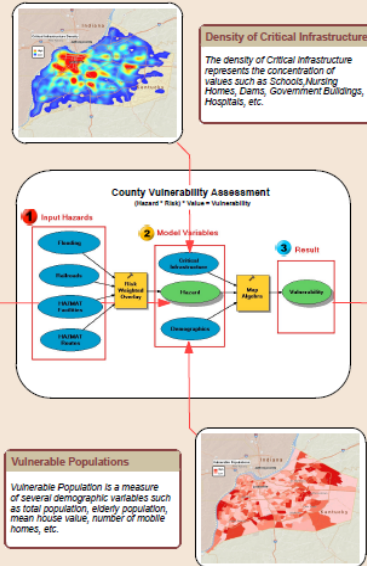 Indiana
Kentucky
Density of Critical Infrastructure
The density of Critical Infrastructure
represents the concentration of
values such as Schools,Nursing
Homes, Dams, Government Buildings,
Hospitals, etc.
County Vulnerability Assessment
(Hazard * Risk) * Value = Vulnerability
1 Input Hazards
2 Model Variables
3 Result
Flooding
Railroads
HAZMAT
Facilities
HAZMAT
Routes
Risk
Weighted
Overlay
Critical
Infrastructure
Hazard
Demographics
Map
Algebra
Vulnerability
Vulnerable Populations
Vulnerable Population is a measure
of several demographic variables such
as total population, elderly population,
mean house value, number of mobile
homes, etc.
Indiana
Kentucky